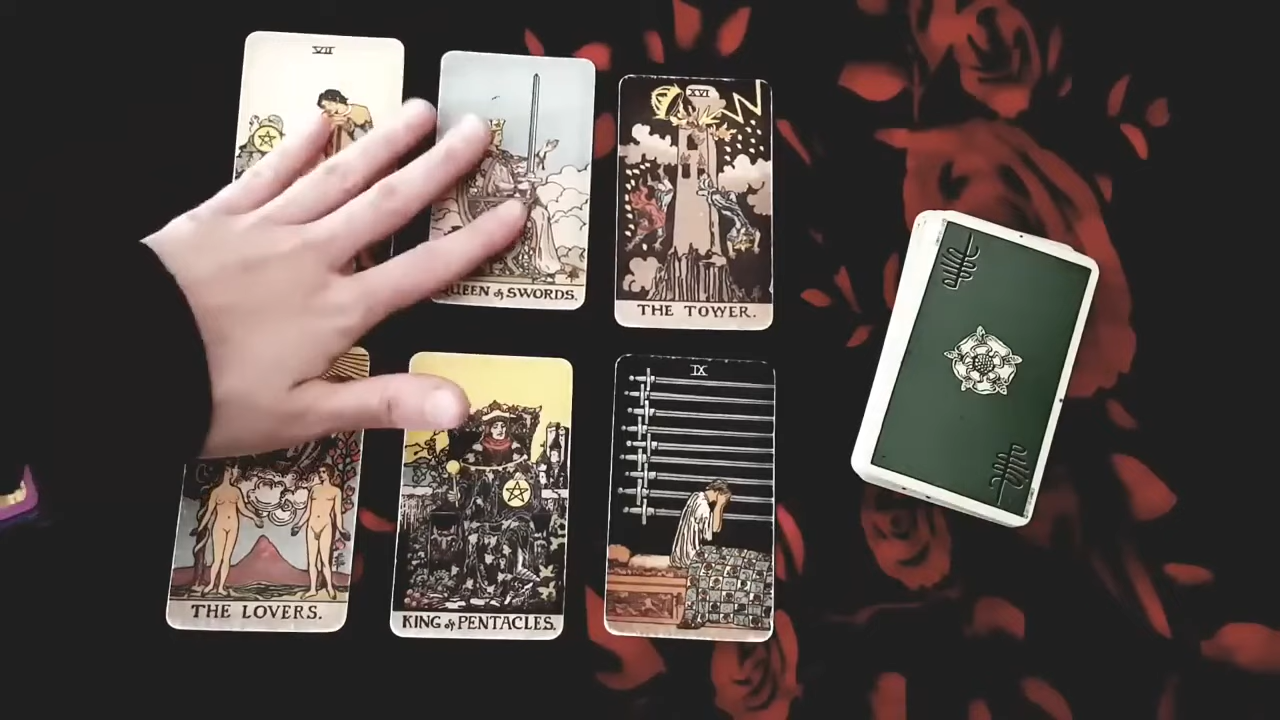 VII
QUEEN of SWORDS.
XVI
THE TOWER.
THE LOVERS.
KING of PENTACLES.
IX